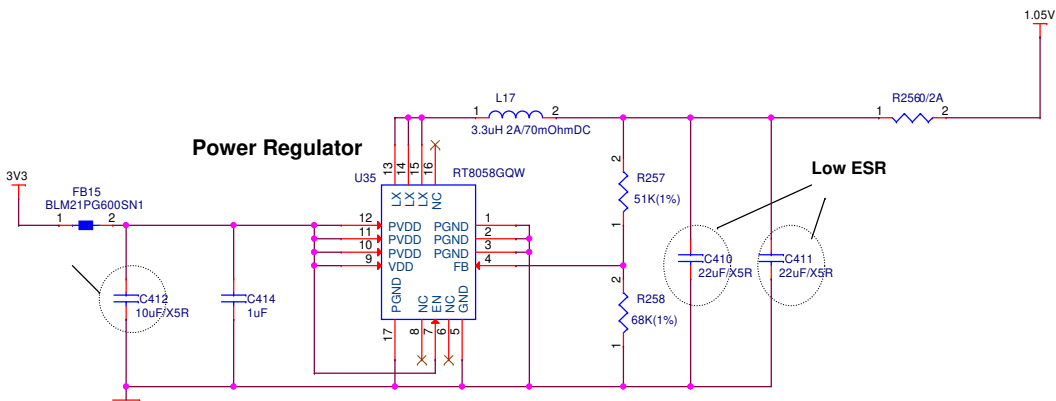 1.05V
L17
1 2
3.3uH 2A/70mOhmDC
R2560/2A
1 2
Power Regulator
Low ESR
3V3
FB15
BLM21PG600SN1
1 2
U35
RT8058GQW
13 14 15 16
LX LX LX NC
12 PVDD PGND 1
11 PVDD PGND 2
10 PVDD PGND 3
9 VDD FB 4
PGND NC EN NC GND
17 8 7 6 5
2
R257
51K(1%)
1
2
R258
68K(1%)
1
C410
22uF/X5R
C411
22uF/X5R
C412
10uF/X5R
C414
1uF